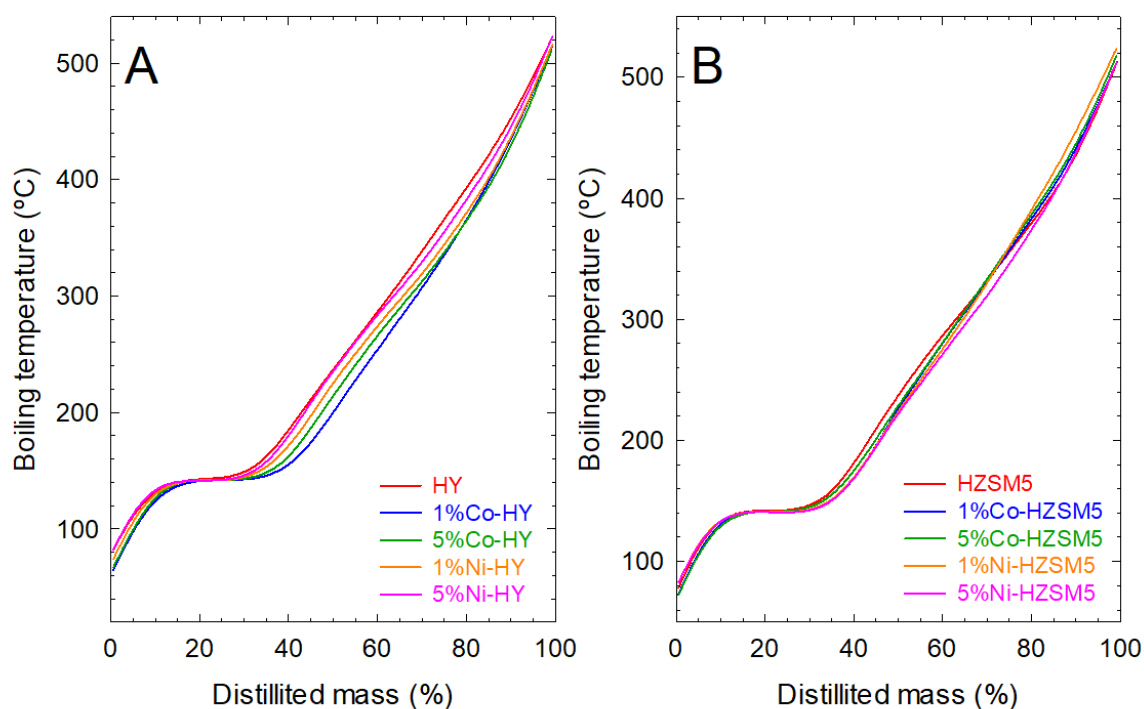 A
Boiling temperature (ºC)
500
400
300
200
100
HY
1%Co-HY
5%Co-HY
1%Ni-HY
5%Ni-HY
0
20
40
60
80
100
Distillited mass (%)
B
Boiling temperature (ºC)
500
400
300
200
100
HZSM5
1%Co-HZSM5
5%Co-HZSM5
1%Ni-HZSM5
5%Ni-HZSM5
0
20
40
60
80
100
Distillited mass (%)